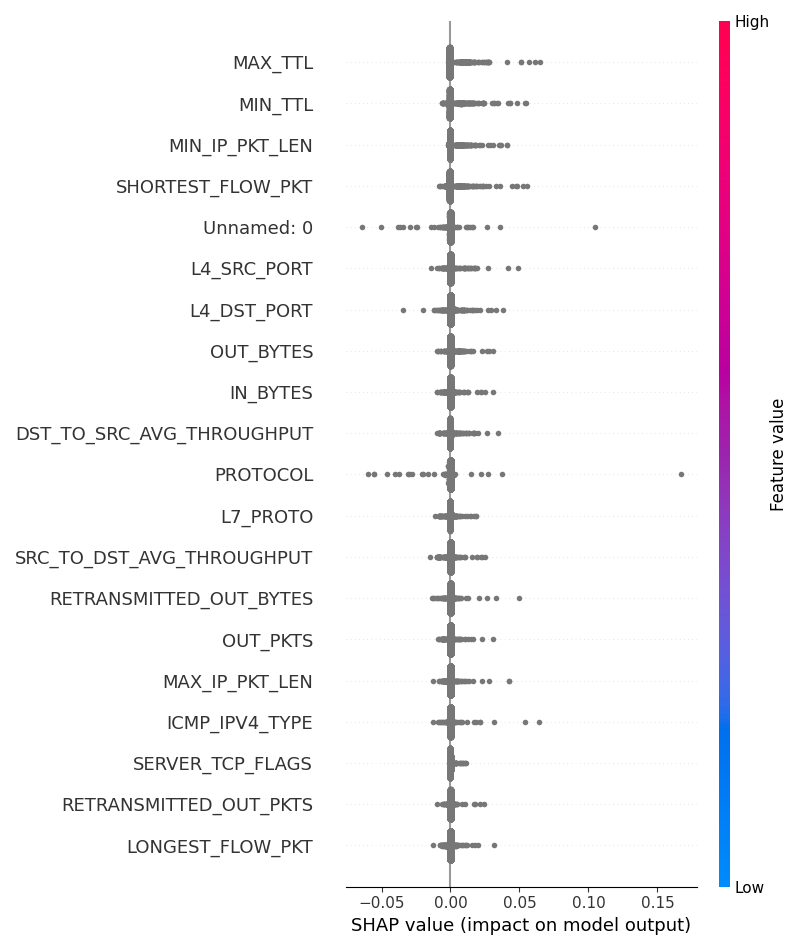 High
MAX_TTL
MIN_TTL
MIN_IP_PKT_LEN
SHORTEST_FLOW_PKT
Unnamed: 0
L4_SRC_PORT
L4_DST_PORT
OUT_BYTES
IN_BYTES
DST_TO_SRC_AVG_THROUGHPUT
PROTOCOL
L7_PROTO
SRC_TO_DST_AVG_THROUGHPUT
RETRANSMITTED_OUT_BYTES
OUT_PKTS
MAX_IP_PKT_LEN
ICMP_IPV4_TYPE
SERVER_TCP_FLAGS
RETRANSMITTED_OUT_PKTS
LONGEST_FLOW_PKT
Feature value
Low
−0.05 0.00 0.05 0.10 0.15
SHAP value (impact on model output)